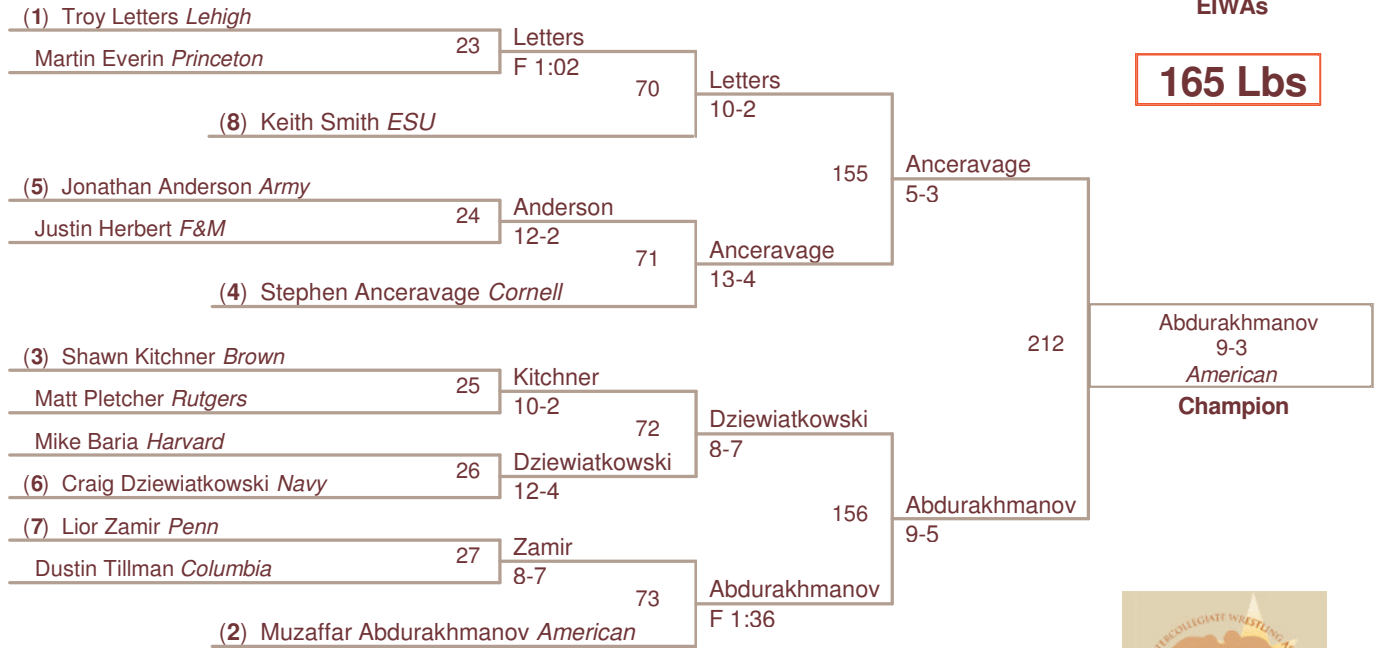 EIWAs
165 Lbs
(1) Troy Letters Lehigh
Martin Everin Princeton
23
Letters
F 1:02
(8) Keith Smith ESU
70
Letters
10-2
(5) Jonathan Anderson Army
Justin Herbert F&M
24
Anderson
12-2
(4) Stephen Anceravage Cornell
71
Anceravage
13-4
155
Anceravage
5-3
(3) Shawn Kitchner Brown
Matt Pletcher Rutgers
25
Kitchner
10-2
Mike Baria Harvard
(6) Craig Dziewiatkowski Navy
26
Dziewiatkowski
12-4
72
Dziewiatkowski
8-7
(7) Lior Zamir Penn
Dustin Tillman Columbia
27
Zamir
8-7
(2) Muzaffar Abdurakhmanov American
73
Abdurakhmanov
F 1:36
156
Abdurakhmanov
9-5
212
Abdurakhmanov
9-3
American
Champion
WRESTLING